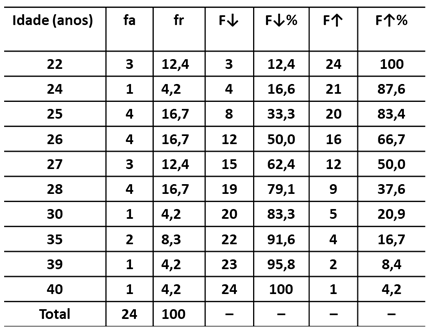 Idade (anos) fa fr F↓ F↓% F↑ F↑%
22 3 12,4 3 12,4 24 100
24 1 4,2 4 16,6 21 87,6
25 4 16,7 8 33,3 20 83,4
26 4 16,7 12 50,0 16 66,7
27 3 12,4 15 62,4 12 50,0
28 4 16,7 19 79,1 9 37,6
30 1 4,2 20 83,3 5 20,9
35 2 8,3 22 91,6 4 16,7
39 1 4,2 23 95,8 2 8,4
40 1 4,2 24 100 1 4,2
Total 24 100 – – – –